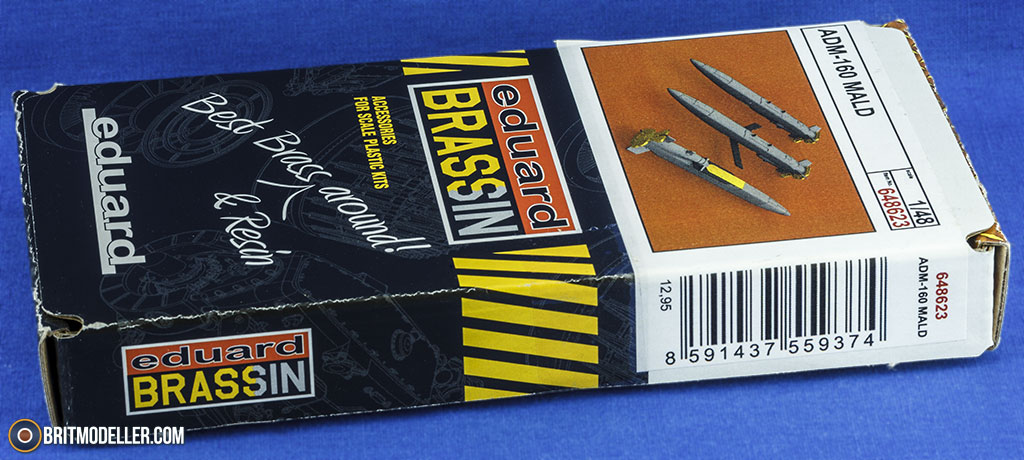 eduard
Best Brass around!
& Resin
ACCESSORIES
FOR SCALE PLASTIC KITS
eduard
BRASSIN
ADM-160 MALD
1/48
648623
eduard
BRASSIN
12.95
8 591437 559374
648623
ADM-160 MALD
BRITMODELLER.COM